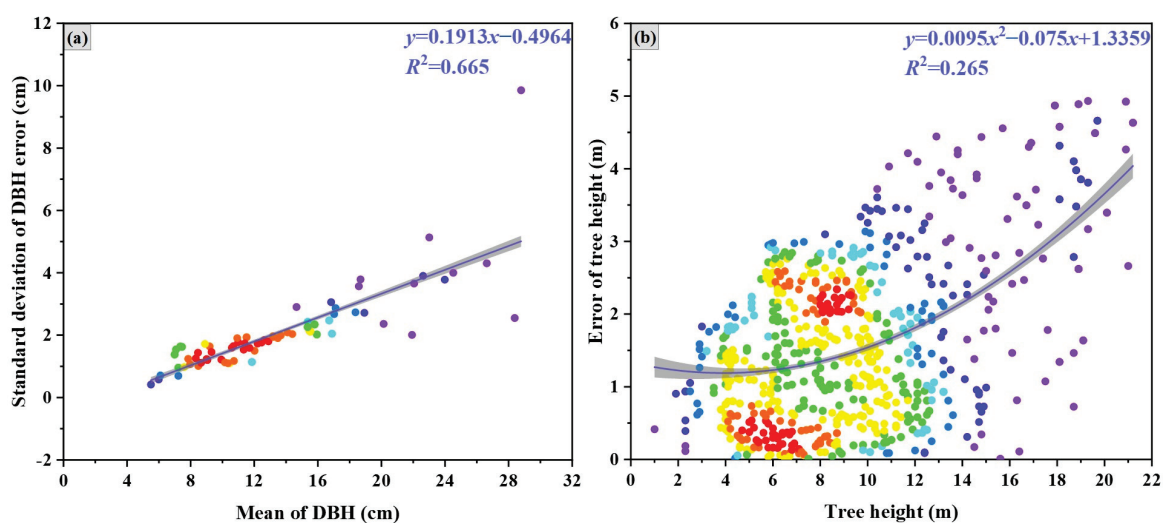 (a)
y=0.1913x−0.4964
R²=0.665
12
10
8
6
4
2
0
-2
Standard deviation of DBH error (cm)
0 4 8 12 16 20 24 28 32
Mean of DBH (cm)
(b)
y=0.0095x²−0.075x+1.3359
R²=0.265
6
5
4
3
2
1
0
Error of tree height (m)
0 2 4 6 8 10 12 14 16 18 20 22
Tree height (m)